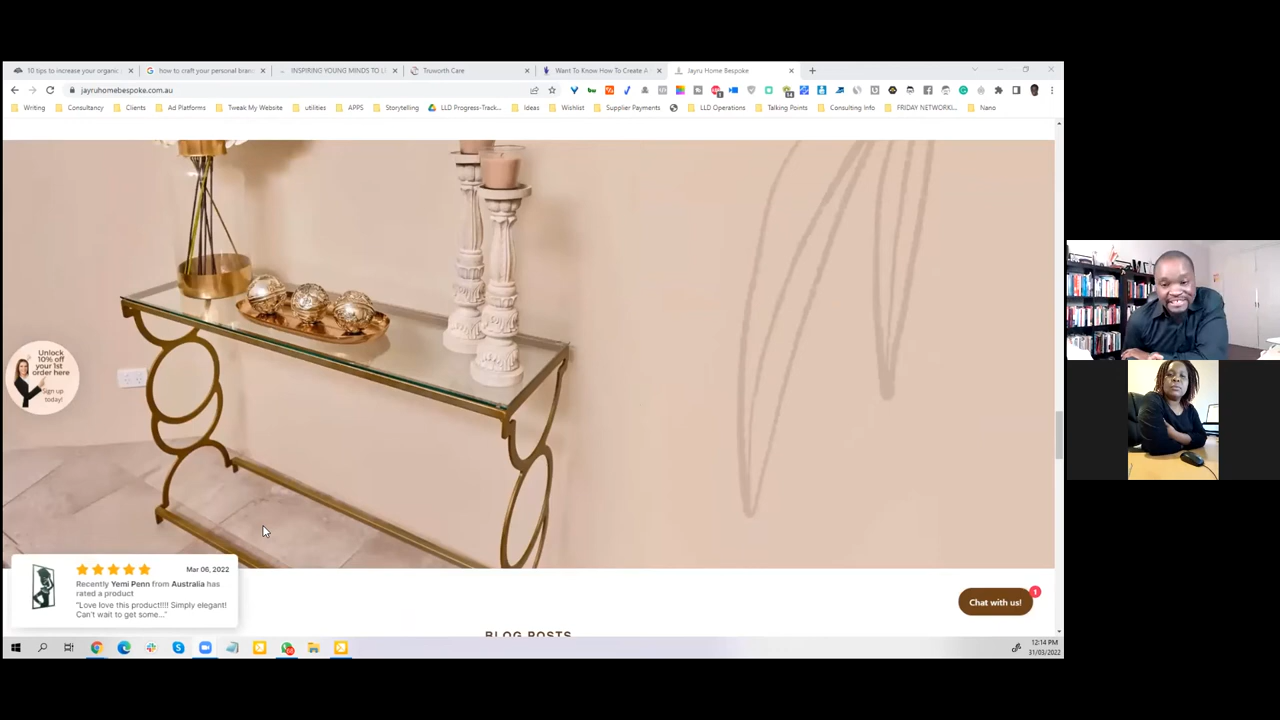 10 tips to increase your organic
how to craft your personal bran
INSPIRING YOUNG MINDS TO LI
Truworth Care
Want To Know How To Create A
Jayru Home Bespoke
jayruhomebespoke.com.au
Writing
Consultancy
Clients
Ad Platforms
Tweak My Website
utilities
APPS
Storytelling
LLD Progress-Track...
Ideas
Wishlist
Supplier Payments
LLD Operations
Talking Points
Consulting Info
FRIDAY NETWORKI...
Nano
Unlock
10% off
your 1st
order here
Sign up
today!
Mar 06, 2022
Recently Yemi Penn from Australia has
rated a product
"Love love this product!!!! Simply elegant!
Can't wait to get some..."
Chat with us!
1
BLOG POSTS
12:14 PM
31/03/2022